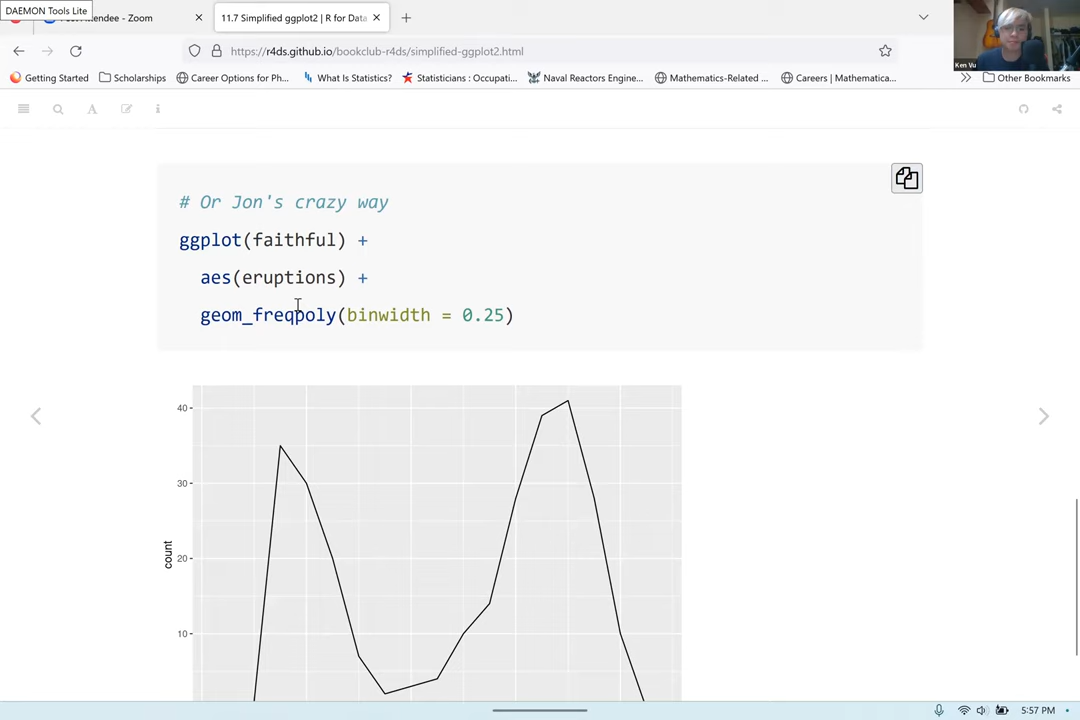 DAEMON Tools Lite
Attendee - Zoom
11.7 Simplified ggplot2 | R for Data
https://r4ds.github.io/bookclub-r4ds/simplified-ggplot2.html
Ken Vu
Getting Started
Scholarships
Career Options for Ph...
What Is Statistics?
Statisticians : Occupati...
Naval Reactors Engine...
Mathematics-Related ...
Careers | Mathematica...
Other Bookmarks
# Or Jon's crazy way
ggplot(faithful) +
aes(eruptions) +
geom_freqpoly(binwidth = 0.25)
40
30
20
10
count
5:57 PM